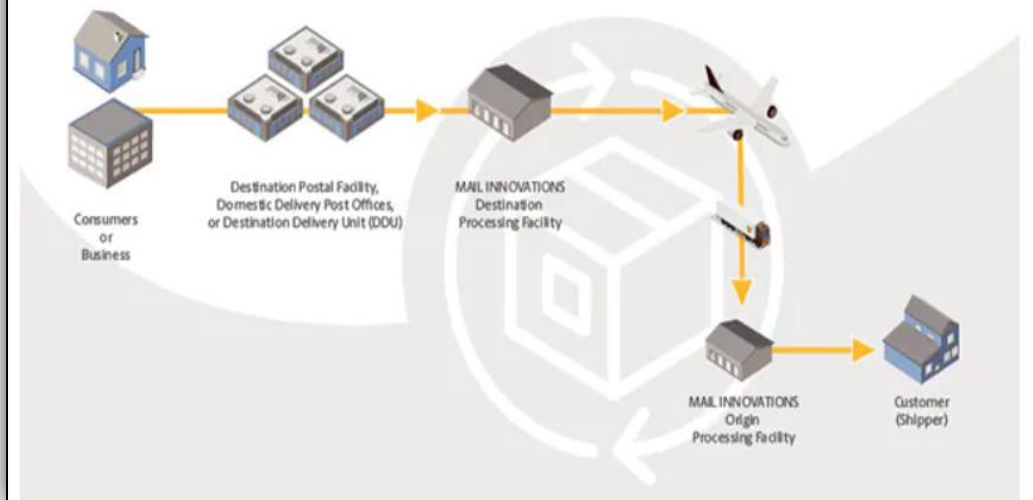 Consumers
or
Business
Destination Postal Facility,
Domestic Delivery Post Offices,
or Destination Delivery Unit (DDU)
MAIL INNOVATIONS
Destination
Processing Facility
MAIL INNOVATIONS
Origin
Processing Facility
Customer
(Shipper)